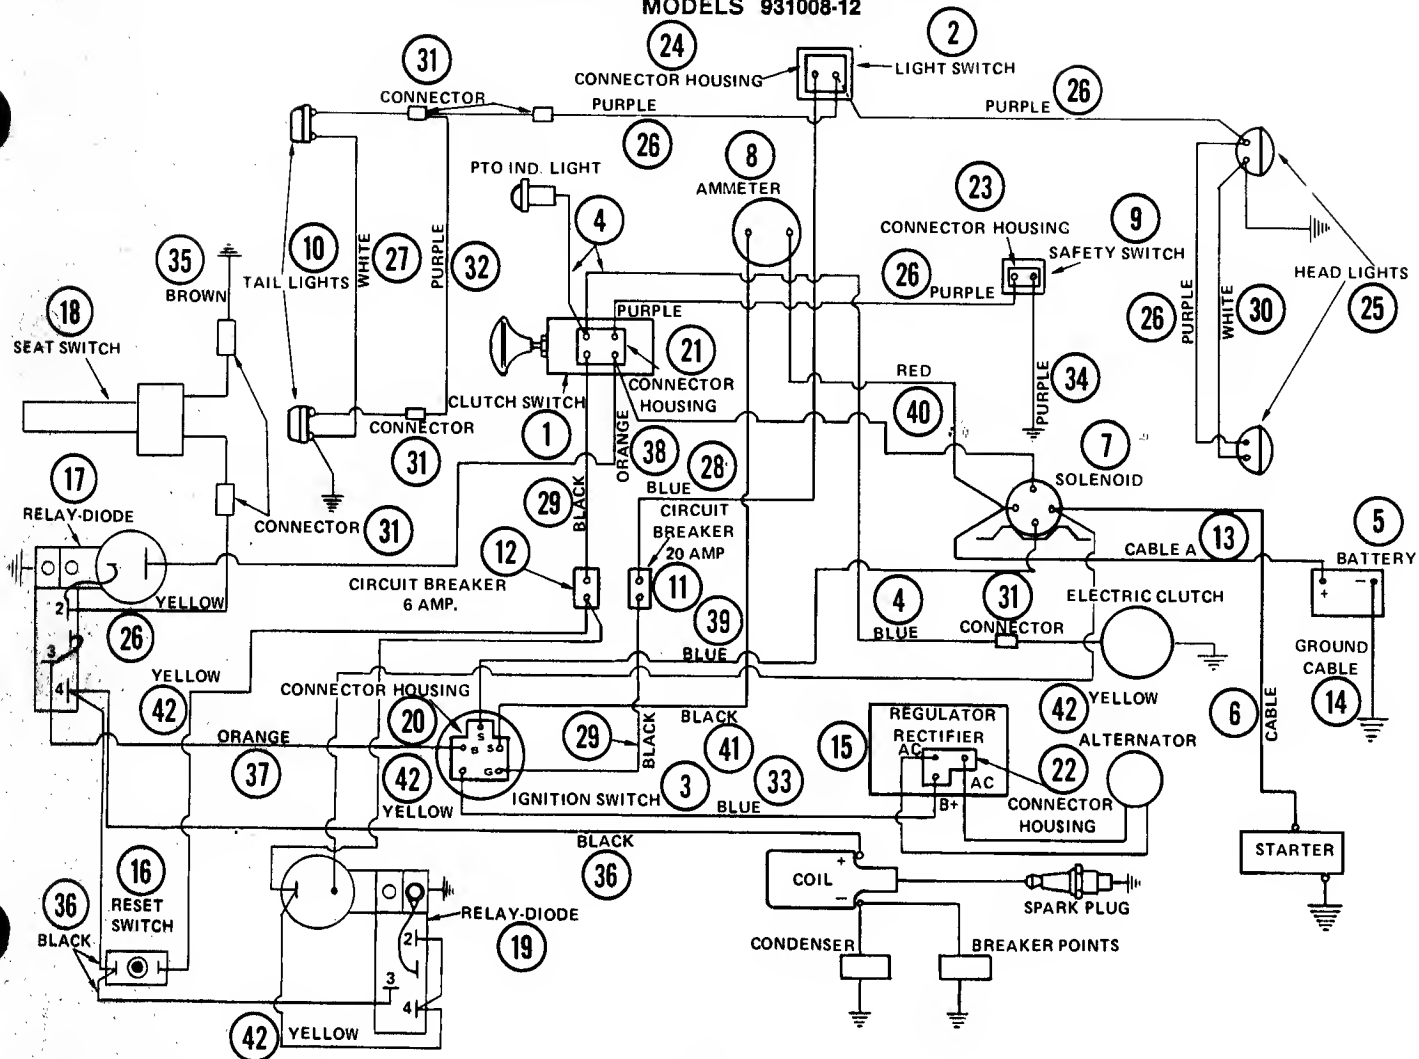 MODELS 931008-12
24
2
31
CONNECTOR HOUSING
LIGHT SWITCH
CONNECTOR
PURPLE
26
PURPLE
26
8
PTO IND. LIGHT
AMMETER
23
4
CONNECTOR HOUSING
9
SAFETY SWITCH
35
BROWN
10
TAIL LIGHTS
WHITE
27
PURPLE
32
26
PURPLE
HEAD LIGHTS
25
26
PURPLE
WHITE
30
18
SEAT SWITCH
PURPLE
21
CONNECTOR
HOUSING
CLUTCH SWITCH
1
RED
40
PURPLE
34
CONNECTOR
31
ORANGE
38
28
BLUE
7
SOLENOID
17
RELAY-DIODE
CONNECTOR
31
29
BLACK
CIRCUIT
BREAKER
20 AMP
11
12
CIRCUIT BREAKER
6 AMP.
13
CABLE A
5
BATTERY
+
−
2
YELLOW
26
3
4
39
BLUE
4
BLUE
31
CONNECTOR
ELECTRIC CLUTCH
GROUND
CABLE
14
YELLOW
42
CONNECTOR HOUSING
20
S
B
S
G
ORANGE
37
42
YELLOW
IGNITION SWITCH
3
29
BLACK
BLACK
41
33
BLUE
15
REGULATOR
RECTIFIER
AC
AC
B+
22
CONNECTOR
HOUSING
42
YELLOW
ALTERNATOR
6
CABLE
BLACK
36
16
RESET
SWITCH
36
BLACK
COIL
+
−
SPARK PLUG
STARTER
RELAY-DIODE
19
2
3
4
CONDENSER
BREAKER POINTS
42
YELLOW